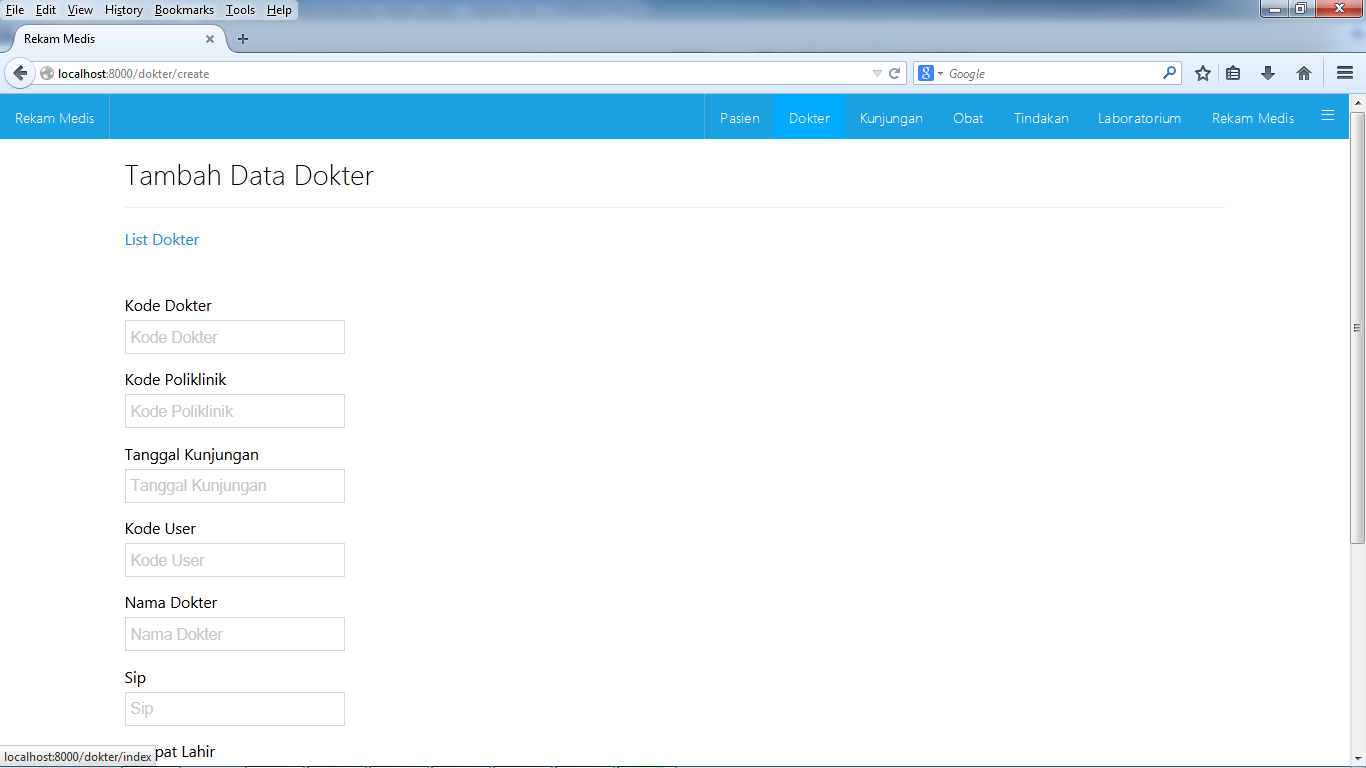 File Edit View History Bookmarks Tools Help
Rekam Medis
localhost:8000/dokter/create
Google
Rekam Medis Pasien Dokter Kunjungan Obat Tindakan Laboratorium Rekam Medis
Tambah Data Dokter
List Dokter
Kode Dokter
Kode Dokter
Kode Poliklinik
Kode Poliklinik
Tanggal Kunjungan
Tanggal Kunjungan
Kode User
Kode User
Nama Dokter
Nama Dokter
Sip
Sip
pat Lahir
localhost:8000/dokter/index